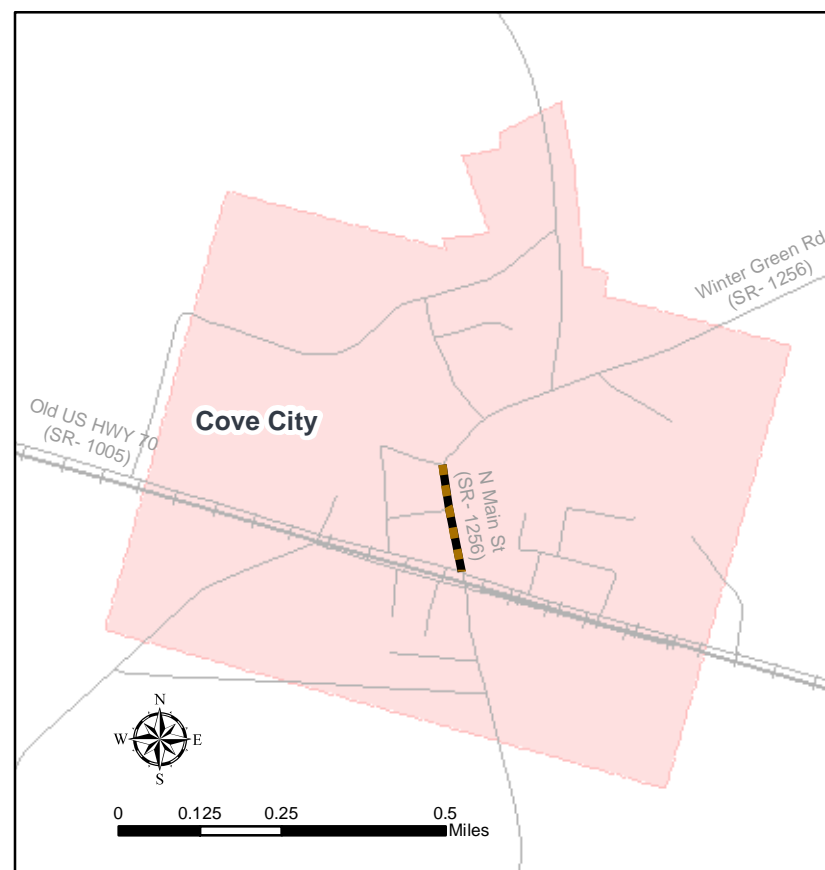 Winter Green Rd
(SR- 1256)
Old US HWY 70
(SR- 1005)
Cove City
N Main St
(SR- 1256)
N
W
E
S
0
0.125
0.25
0.5
Miles